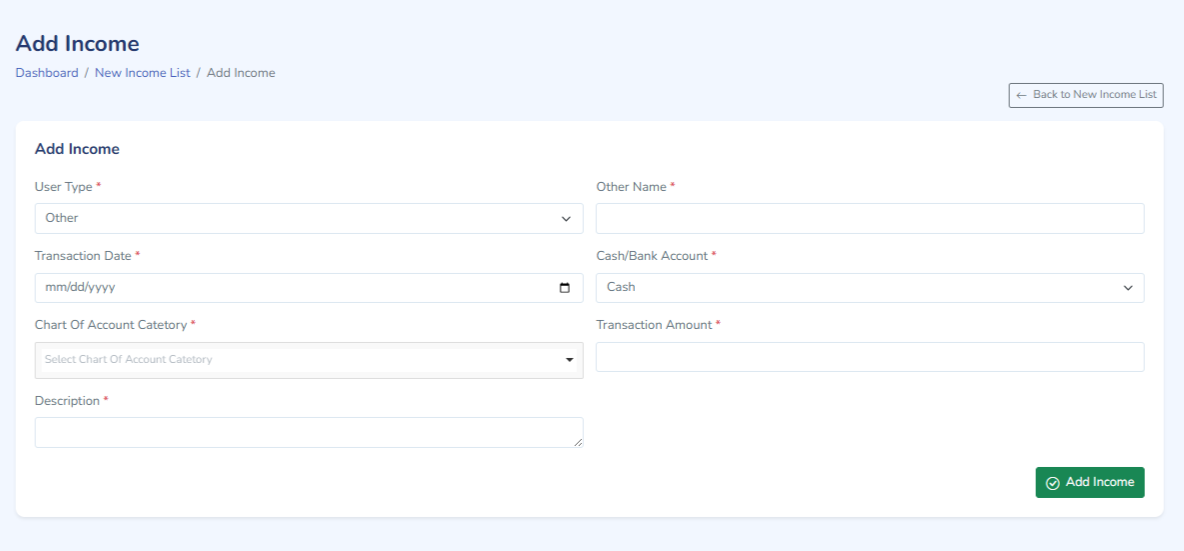 Add Income
Dashboard / New Income List / Add Income
← Back to New Income List
Add Income
User Type *
Other Name *
Other
Transaction Date *
Cash/Bank Account *
mm/dd/yyyy
Cash
Chart Of Account Catetory *
Transaction Amount *
Select Chart Of Account Catetory
Description *
Add Income